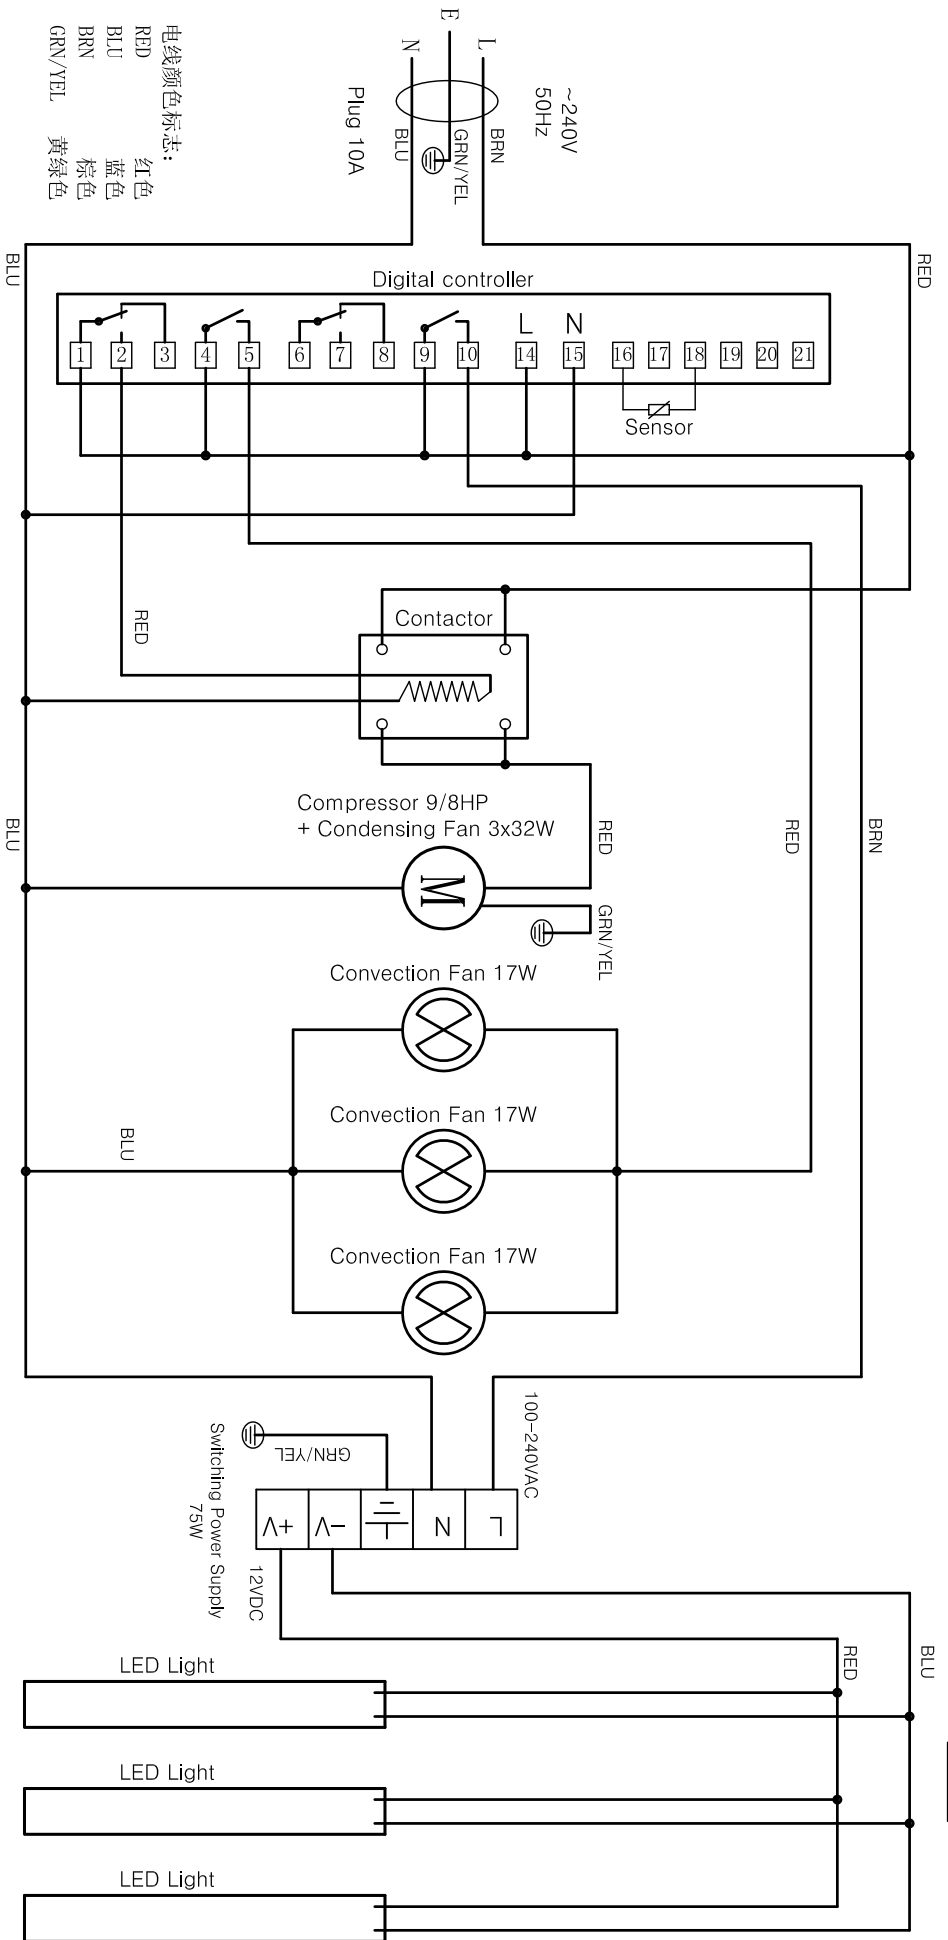 E
L
N
~240V
50Hz
BRN
GRN/YEL
BLU
Plug 10A
电线颜色标志:
RED 红色
BLU 蓝色
BRN 棕色
GRN/YEL 黄绿色
BLU
RED
Digital controller
L N
1 2 3 4 5 6 7 8 9 10 14 15 16 17 18 19 20 21
Sensor
RED
Contactor
Compressor 9/8HP
+ Condensing Fan 3x32W
M
BLU
RED
RED
BRN
GRN/YEL
Convection Fan 17W
Convection Fan 17W
BLU
Convection Fan 17W
100-240VAC
GRN/YEL
Switching Power Supply
75W
V+ V- N L
12VDC
RED
BLU
LED Light
LED Light
LED Light